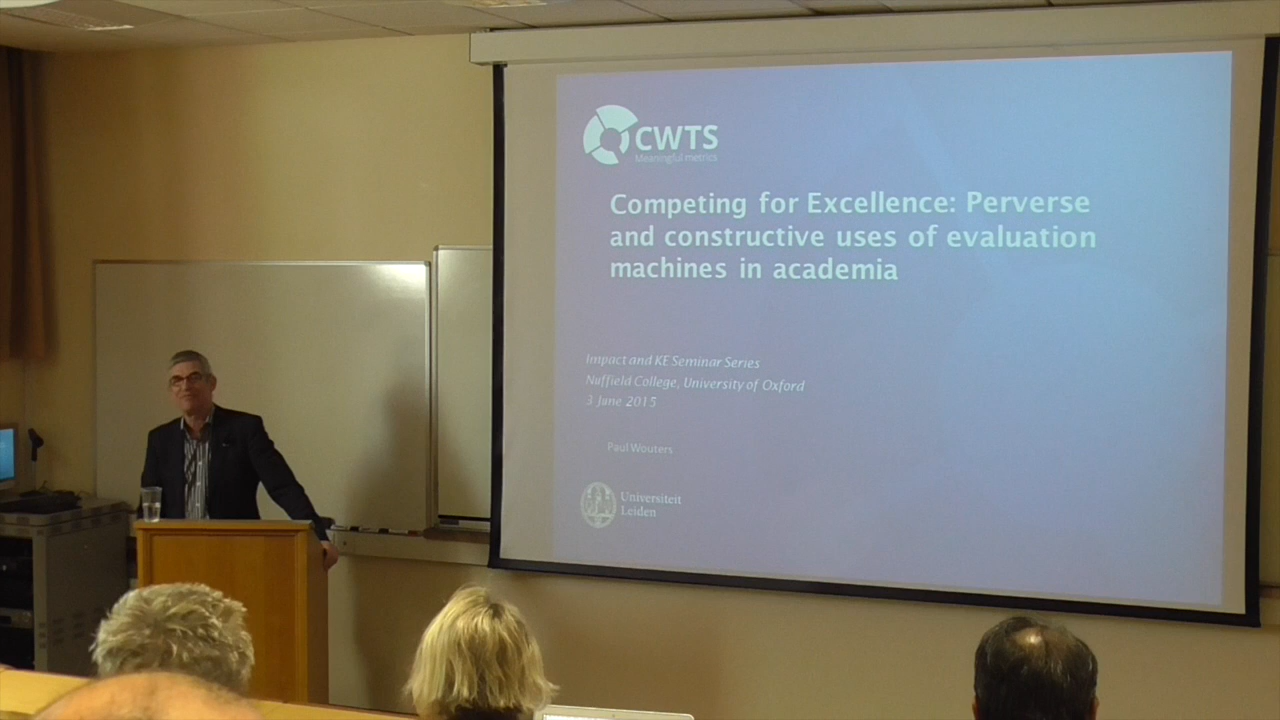 CWTS
Meaningful metrics
Competing for Excellence: Perverse
and constructive uses of evaluation
machines in academia
Impact and KE Seminar Series
Nuffield College, University of Oxford
3 June 2015
Paul Wouters
Universiteit
Leiden